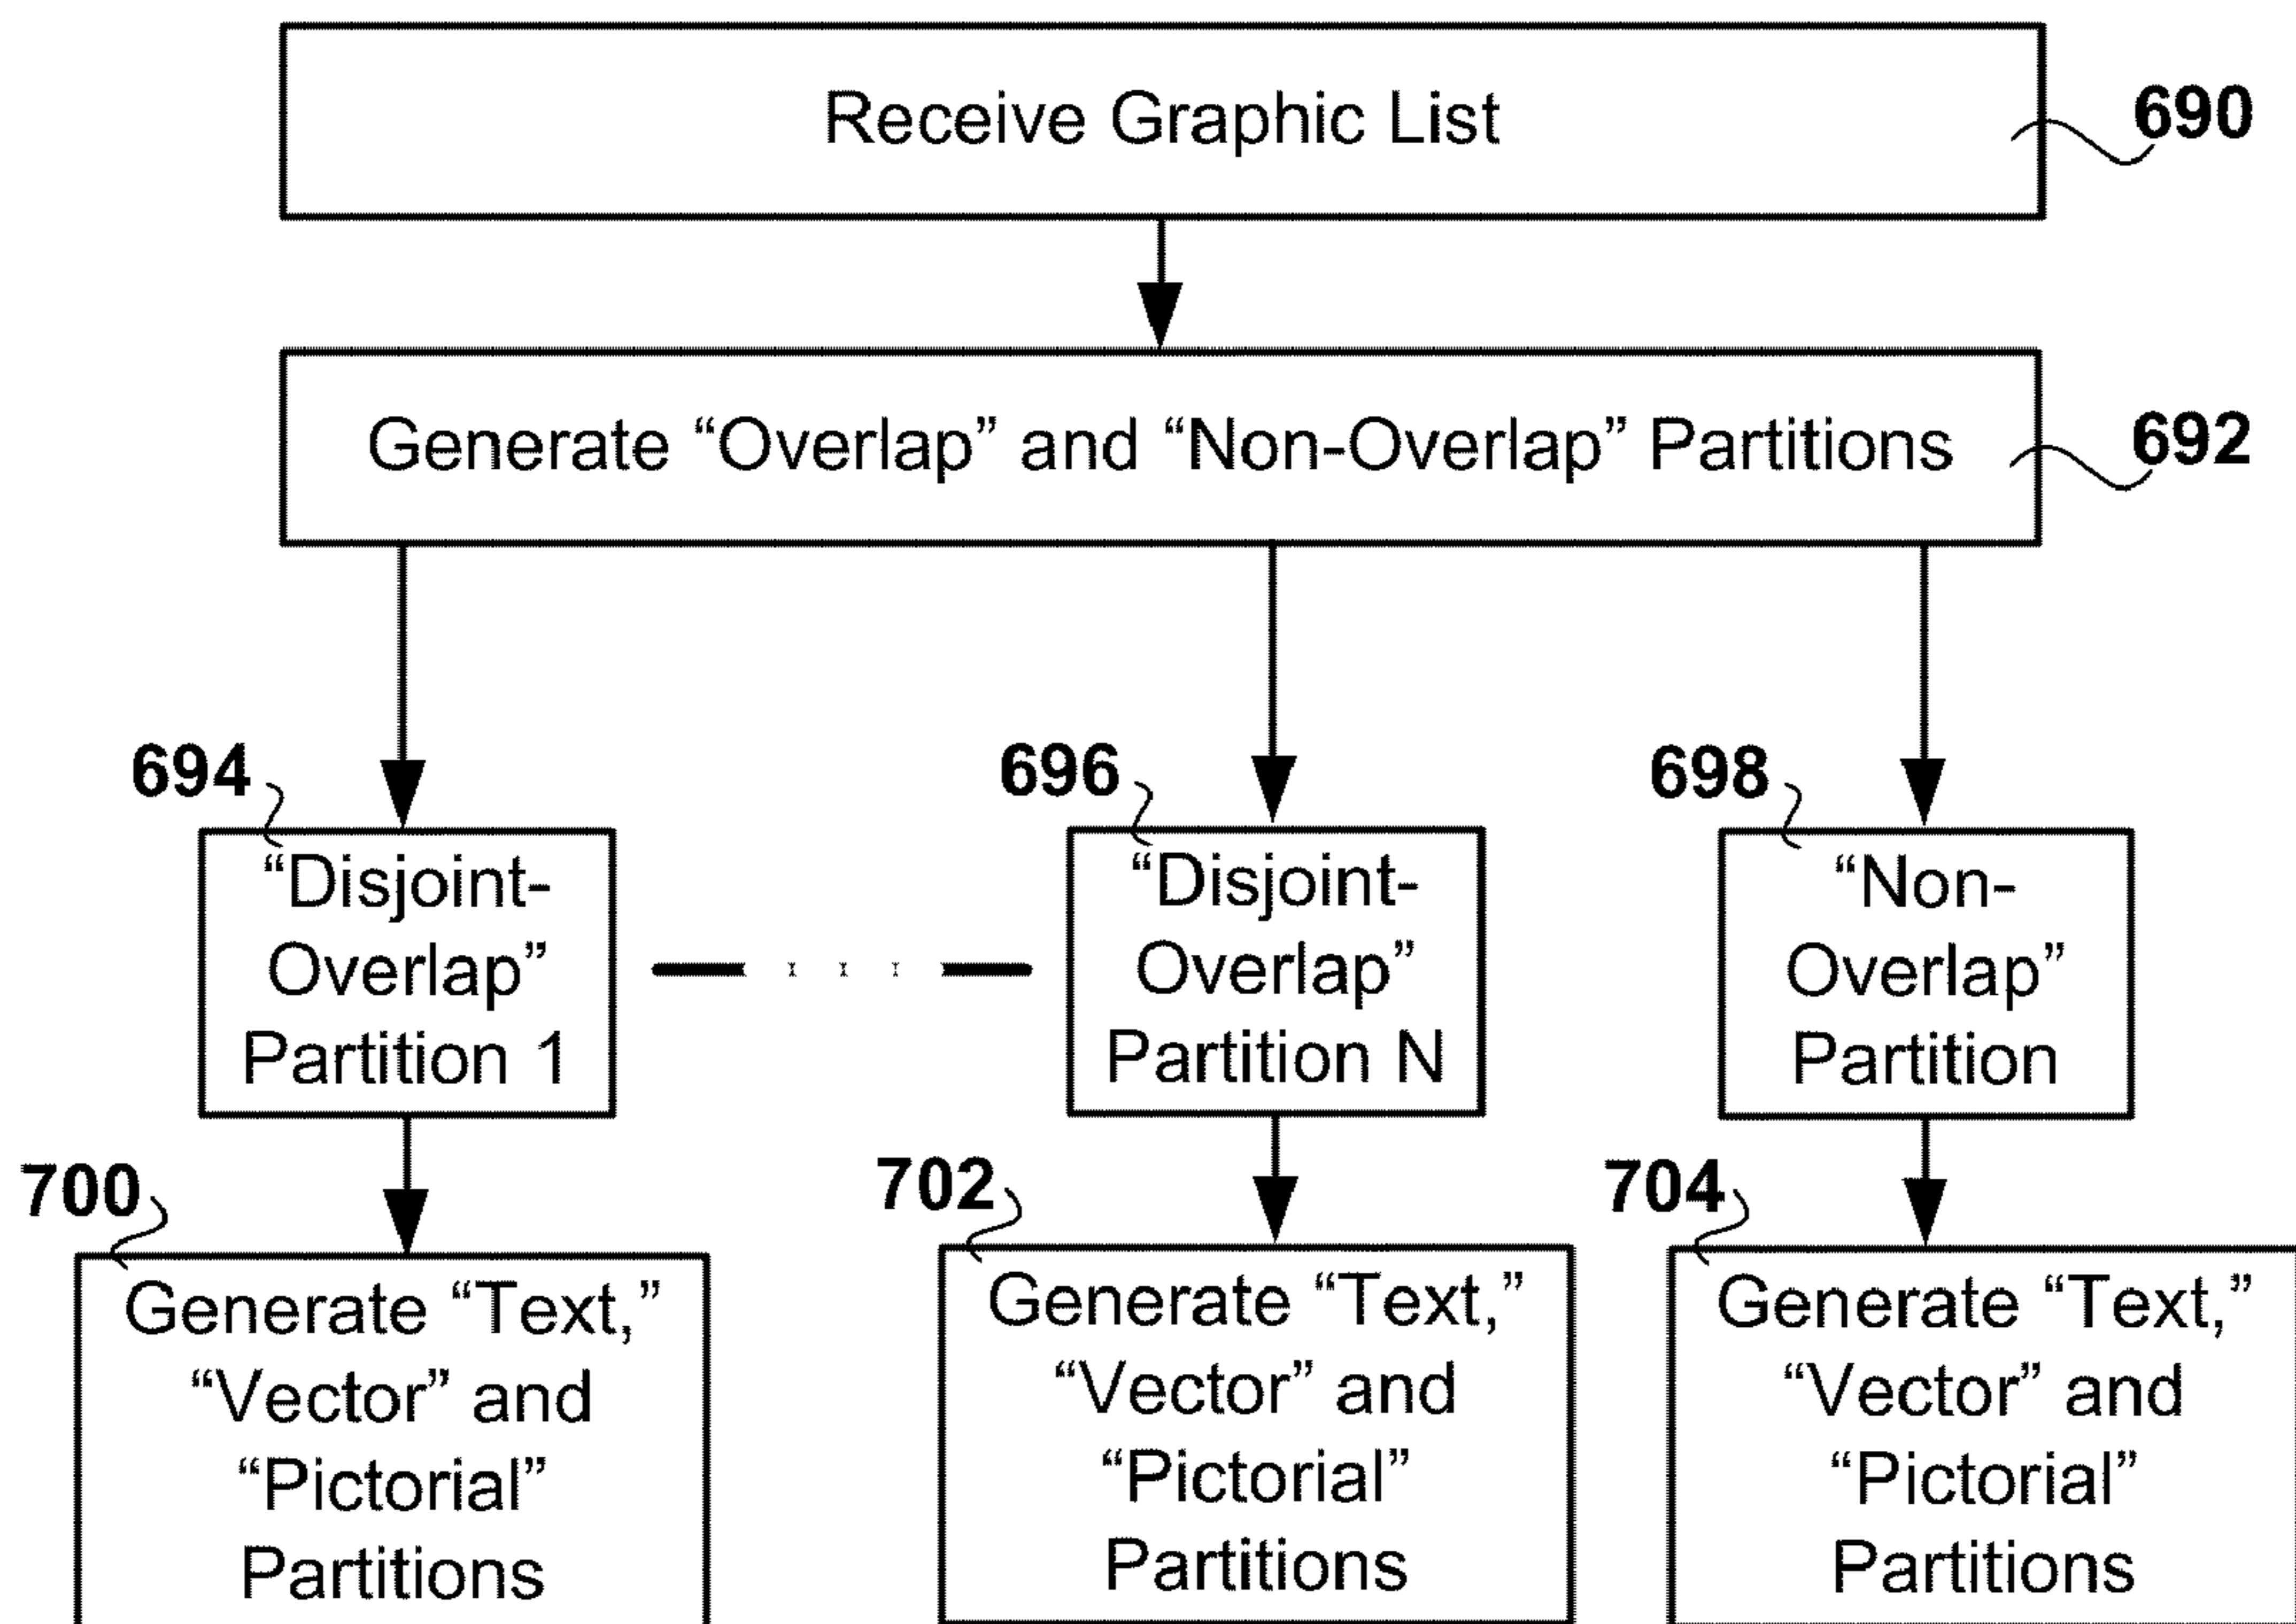 Receive Graphic List
690
Generate “Overlap” and “Non-Overlap” Partitions
692
694
“Disjoint-
Overlap”
Partition 1
696
“Disjoint-
Overlap”
Partition N
698
“Non-
Overlap”
Partition
700
Generate “Text,”
“Vector” and
“Pictorial”
Partitions
702
Generate “Text,”
“Vector” and
“Pictorial”
Partitions
704
Generate “Text,”
“Vector” and
“Pictorial”
Partitions